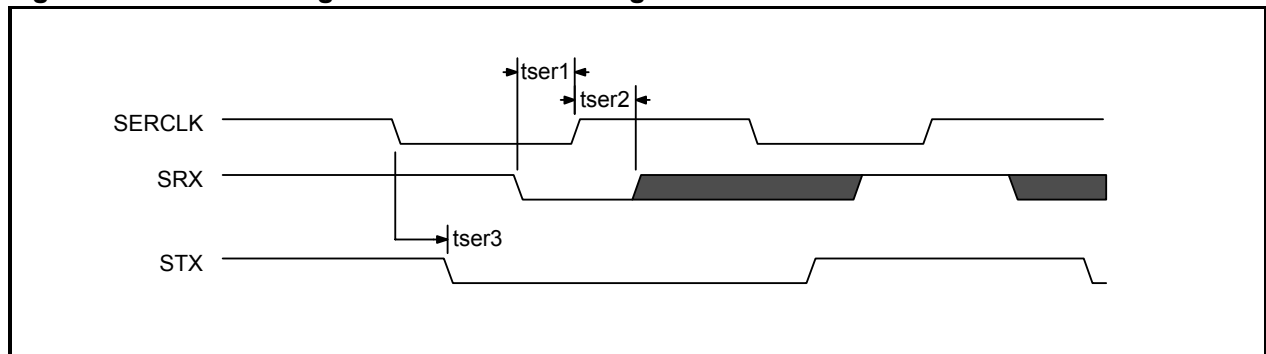 tser1
tser2
SERCLK
SRX
tser3
STX